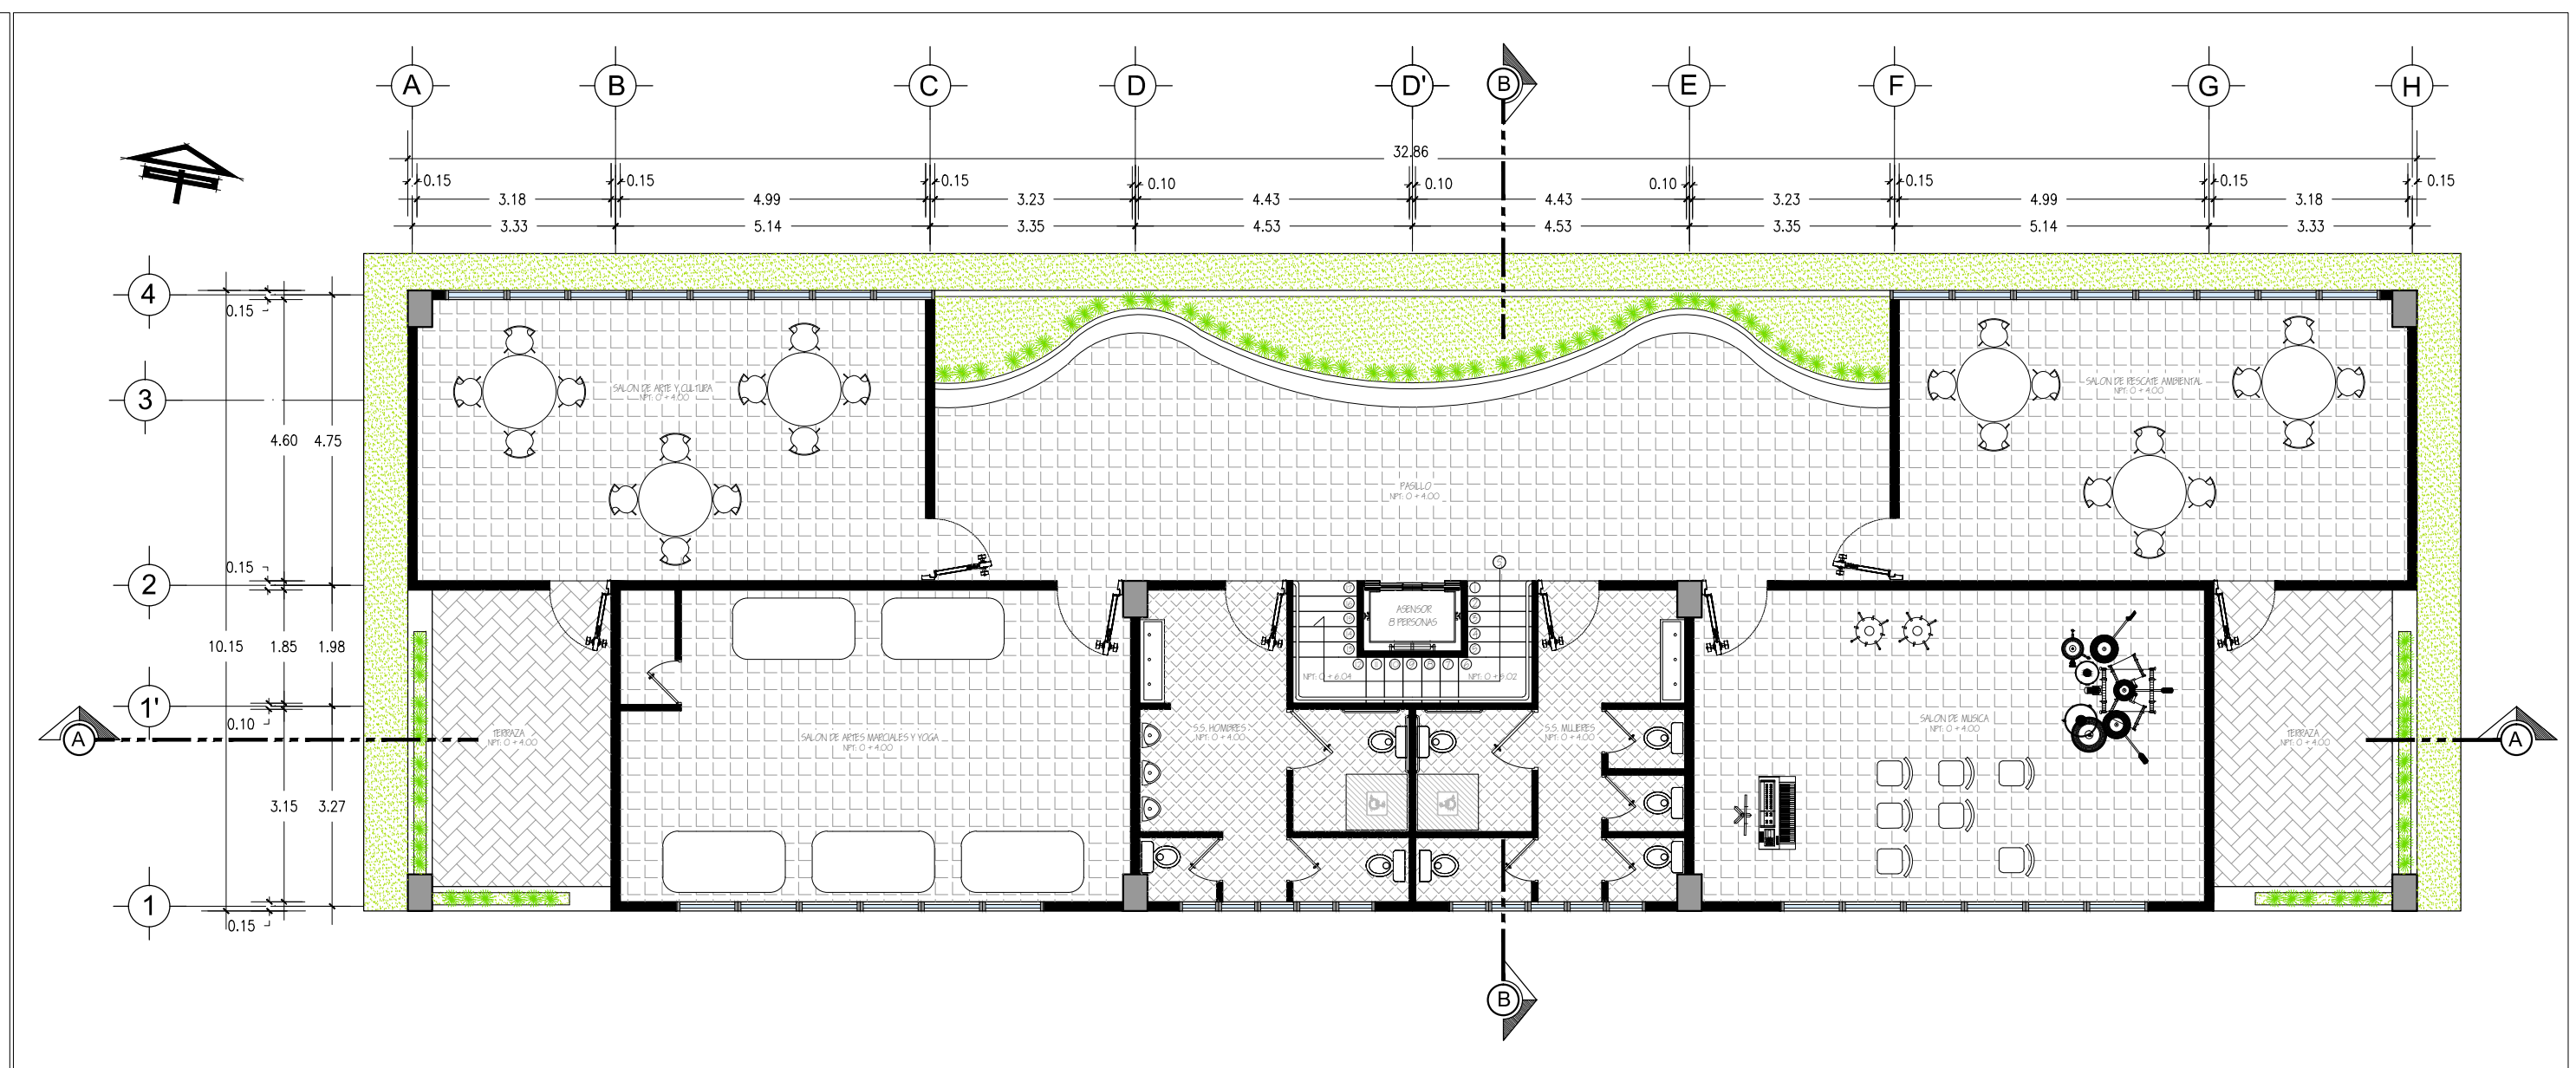 A B C D D' B E F G H
32.86
0.15 0.15 0.15 0.10 0.10 0.10 0.15 0.15 0.15
3.18 4.99 3.23 4.43 4.43 3.23 4.99 3.18
3.33 5.14 3.35 4.53 4.53 3.35 5.14 3.33
4
0.15
3
SALON DE ARTE Y CULTURA
NPT: 0 + 4.00
SALON DE RESCATE AMBIENTAL
NPT: 0 + 4.00
4.60 4.75
PASILLO
NPT: 0 + 4.00
0.15
2
ASENSOR
8 PERSONAS
10.15 1.85 1.98
NPT: 0 + 6.04
1'
0.10
A
TERRAZA
NPT: 0 + 4.00
SALON DE ARTES MARCIALES Y YOGA
NPT: 0 + 4.00
S.S. HOMBRES
NPT: 0 + 4.00
S.S. MUJERES
NPT: 0 + 4.00
SALON DE MUSICA
NPT: 0 + 4.00
TERRAZA
NPT: 0 + 4.00
A
3.15 3.27
1
0.15
B